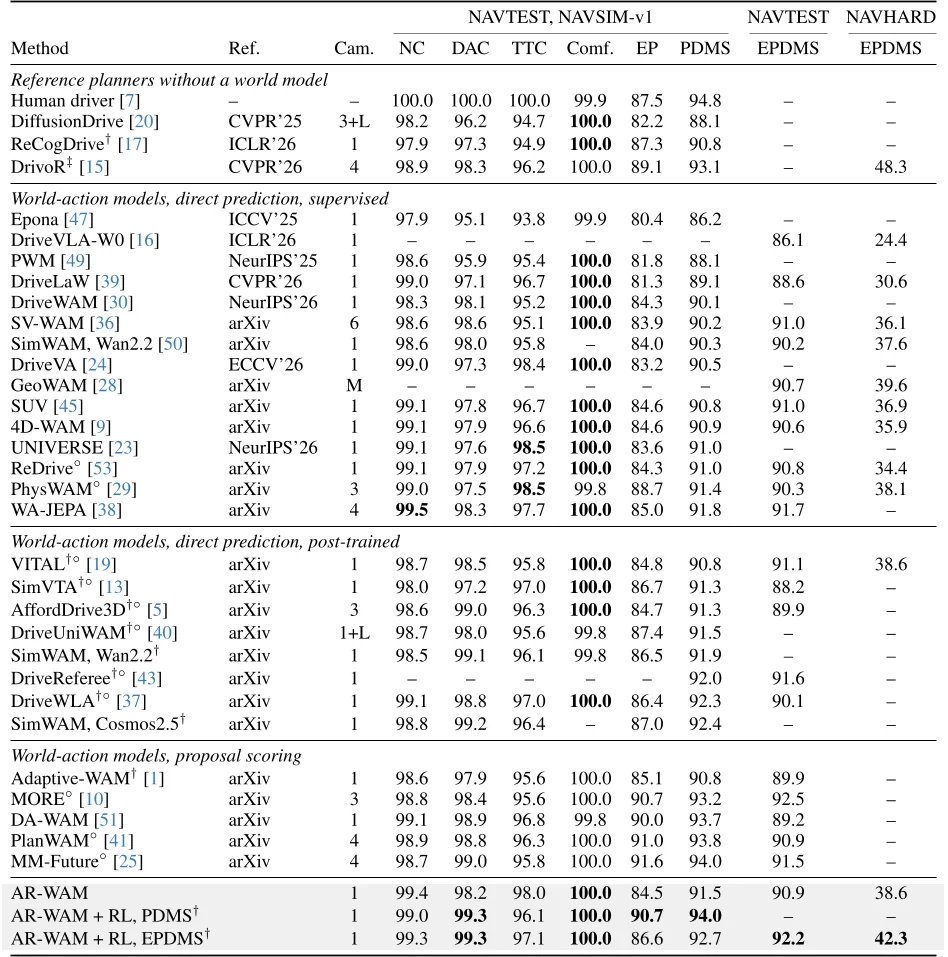 NAVTEST, NAVSIM-v1 NAVTEST NAVHARD
Method Ref. Cam. NC DAC TTC Comf. EP PDMS EPDMS EPDMS
Reference planners without a world model
Human driver [7] – – 100.0 100.0 100.0 99.9 87.5 94.8 – –
DiffusionDrive [20] CVPR'25 3+L 98.2 96.2 94.7 100.0 82.2 88.1 – –
ReCogDrive† [17] ICLR'26 1 97.9 97.3 94.9 100.0 87.3 90.8 – –
DrivoR‡ [15] CVPR'26 4 98.9 98.3 96.2 100.0 89.1 93.1 – 48.3
World-action models, direct prediction, supervised
Epona [47] ICCV'25 1 97.9 95.1 93.8 99.9 80.4 86.2 – –
DriveVLA-W0 [16] ICLR'26 1 – – – – – – 86.1 24.4
PWM [49] NeurIPS'25 1 98.6 95.9 95.4 100.0 81.8 88.1 – –
DriveLaW [39] CVPR'26 1 99.0 97.1 96.7 100.0 81.3 89.1 88.6 30.6
DriveWAM [30] NeurIPS'26 1 98.3 98.1 95.2 100.0 84.3 90.1 – –
SV-WAM [36] arXiv 6 98.6 98.6 95.1 100.0 83.9 90.2 91.0 36.1
SimWAM, Wan2.2 [50] arXiv 1 98.6 98.0 95.8 – 84.0 90.3 90.2 37.6
DriveVA [24] ECCV'26 1 99.0 97.3 98.4 100.0 83.2 90.5 – –
GeoWAM [28] arXiv M – – – – – – 90.7 39.6
SUV [45] arXiv 1 99.1 97.8 96.7 100.0 84.6 90.8 91.0 36.9
4D-WAM [9] arXiv 1 99.1 97.9 96.6 100.0 84.6 90.9 90.6 35.9
UNIVERSE [23] NeurIPS'26 1 99.1 97.6 98.5 100.0 83.6 91.0 – –
ReDrive° [53] arXiv 1 99.1 97.9 97.2 100.0 84.3 91.0 90.8 34.4
PhysWAM° [29] arXiv 3 99.0 97.5 98.5 99.8 88.7 91.4 90.3 38.1
WA-JEPA [38] arXiv 4 99.5 98.3 97.7 100.0 85.0 91.8 91.7 –
World-action models, direct prediction, post-trained
VITAL†° [19] arXiv 1 98.7 98.5 95.8 100.0 84.8 90.8 91.1 38.6
SimVTA†° [13] arXiv 1 98.0 97.2 97.0 100.0 86.7 91.3 88.2 –
AffordDrive3D†° [5] arXiv 3 98.6 99.0 96.3 100.0 84.7 91.3 89.9 –
DriveUniWAM†° [40] arXiv 1+L 98.7 98.0 95.6 99.8 87.4 91.5 – –
SimWAM, Wan2.2† arXiv 1 98.5 99.1 96.1 99.8 86.5 91.9 – –
DriveReferee†° [43] arXiv 1 – – – – – 92.0 91.6 –
DriveWLA†° [37] arXiv 1 99.1 98.8 97.0 100.0 86.4 92.3 90.1 –
SimWAM, Cosmos2.5† arXiv 1 98.8 99.2 96.4 – 87.0 92.4 – –
World-action models, proposal scoring
Adaptive-WAM† [1] arXiv 1 98.6 97.9 95.6 100.0 85.1 90.8 89.9 –
MORE° [10] arXiv 3 98.8 98.4 95.6 100.0 90.7 93.2 92.5 –
DA-WAM [51] arXiv 1 99.1 98.9 96.8 99.8 90.0 93.7 89.2 –
PlanWAM° [41] arXiv 4 98.9 98.8 96.3 100.0 91.0 93.8 90.9 –
MM-Future° [25] arXiv 4 98.7 99.0 95.8 100.0 91.6 94.0 91.5 –
AR-WAM 1 99.4 98.2 98.0 100.0 84.5 91.5 90.9 38.6
AR-WAM + RL, PDMS† 1 99.0 99.3 96.1 100.0 90.7 94.0 – –
AR-WAM + RL, EPDMS† 1 99.3 99.3 97.1 100.0 86.6 92.7 92.2 42.3